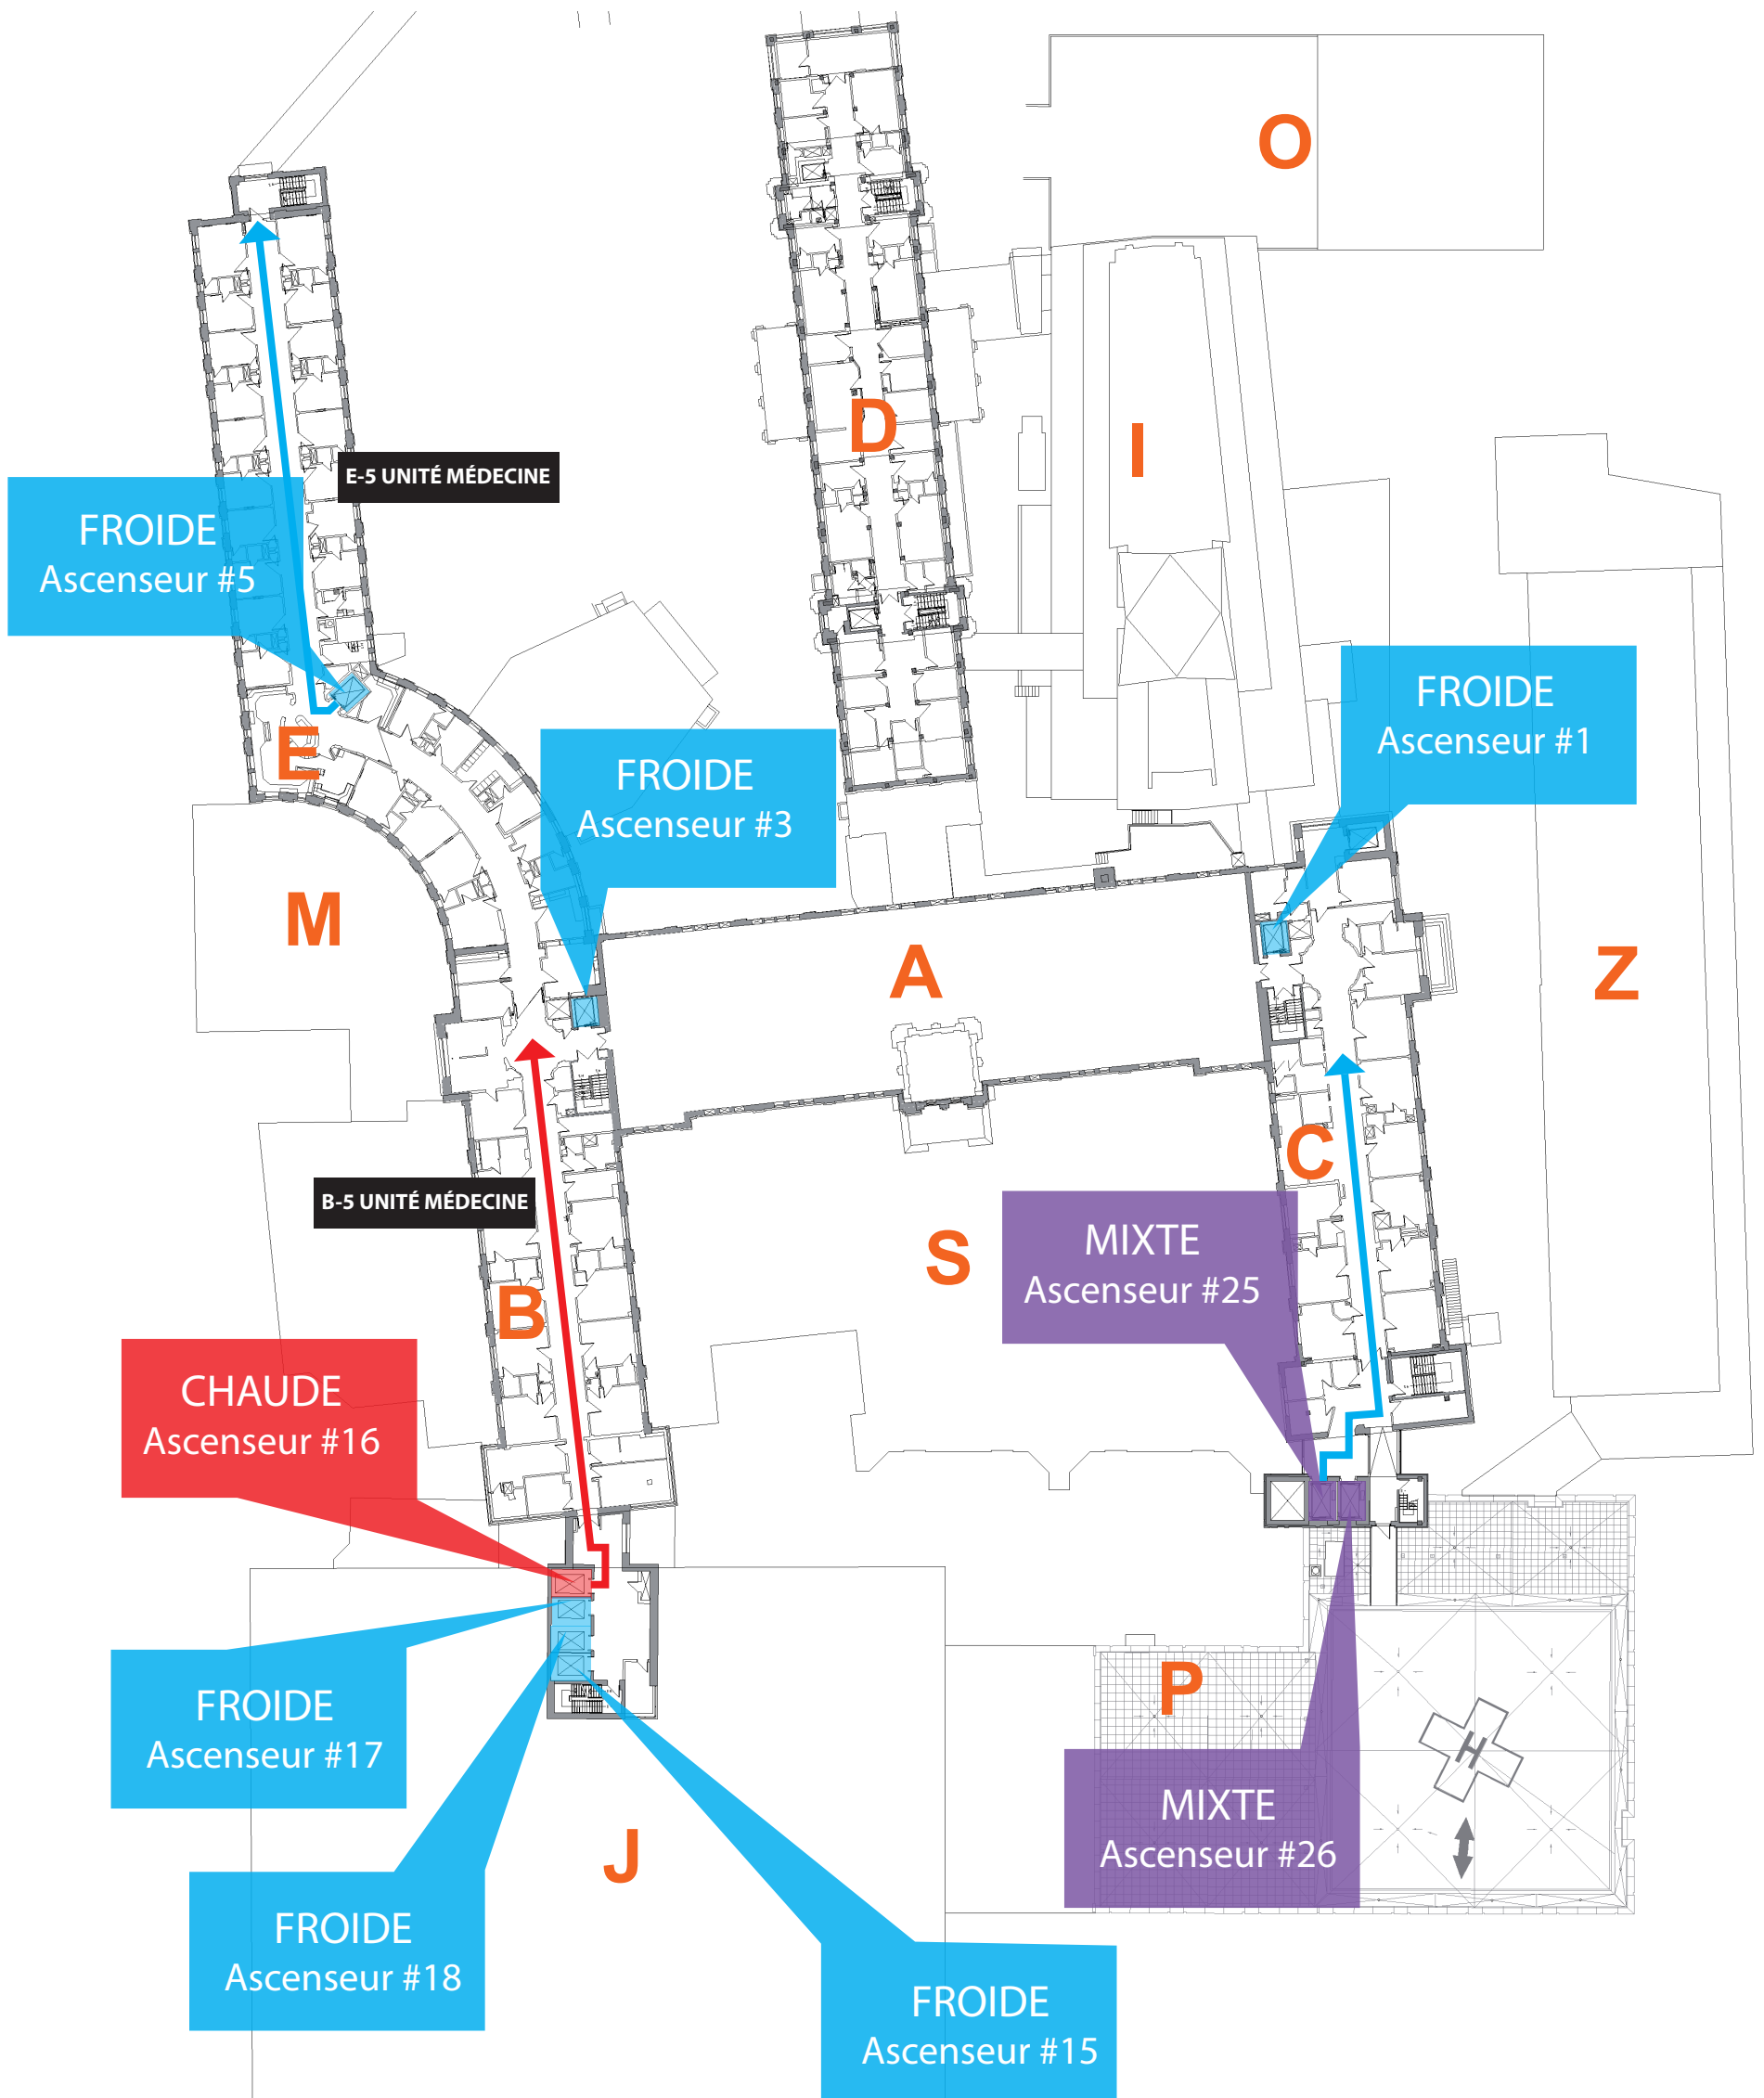 O
D
I
E-5 UNITÉ MÉDECINE
FROIDE
Ascenseur #5
FROIDE
Ascenseur #1
E
FROIDE
Ascenseur #3
M
A
Z
C
B-5 UNITÉ MÉDECINE
S
MIXTE
Ascenseur #25
B
CHAUDE
Ascenseur #16
P
FROIDE
Ascenseur #17
H
MIXTE
Ascenseur #26
J
FROIDE
Ascenseur #18
FROIDE
Ascenseur #15